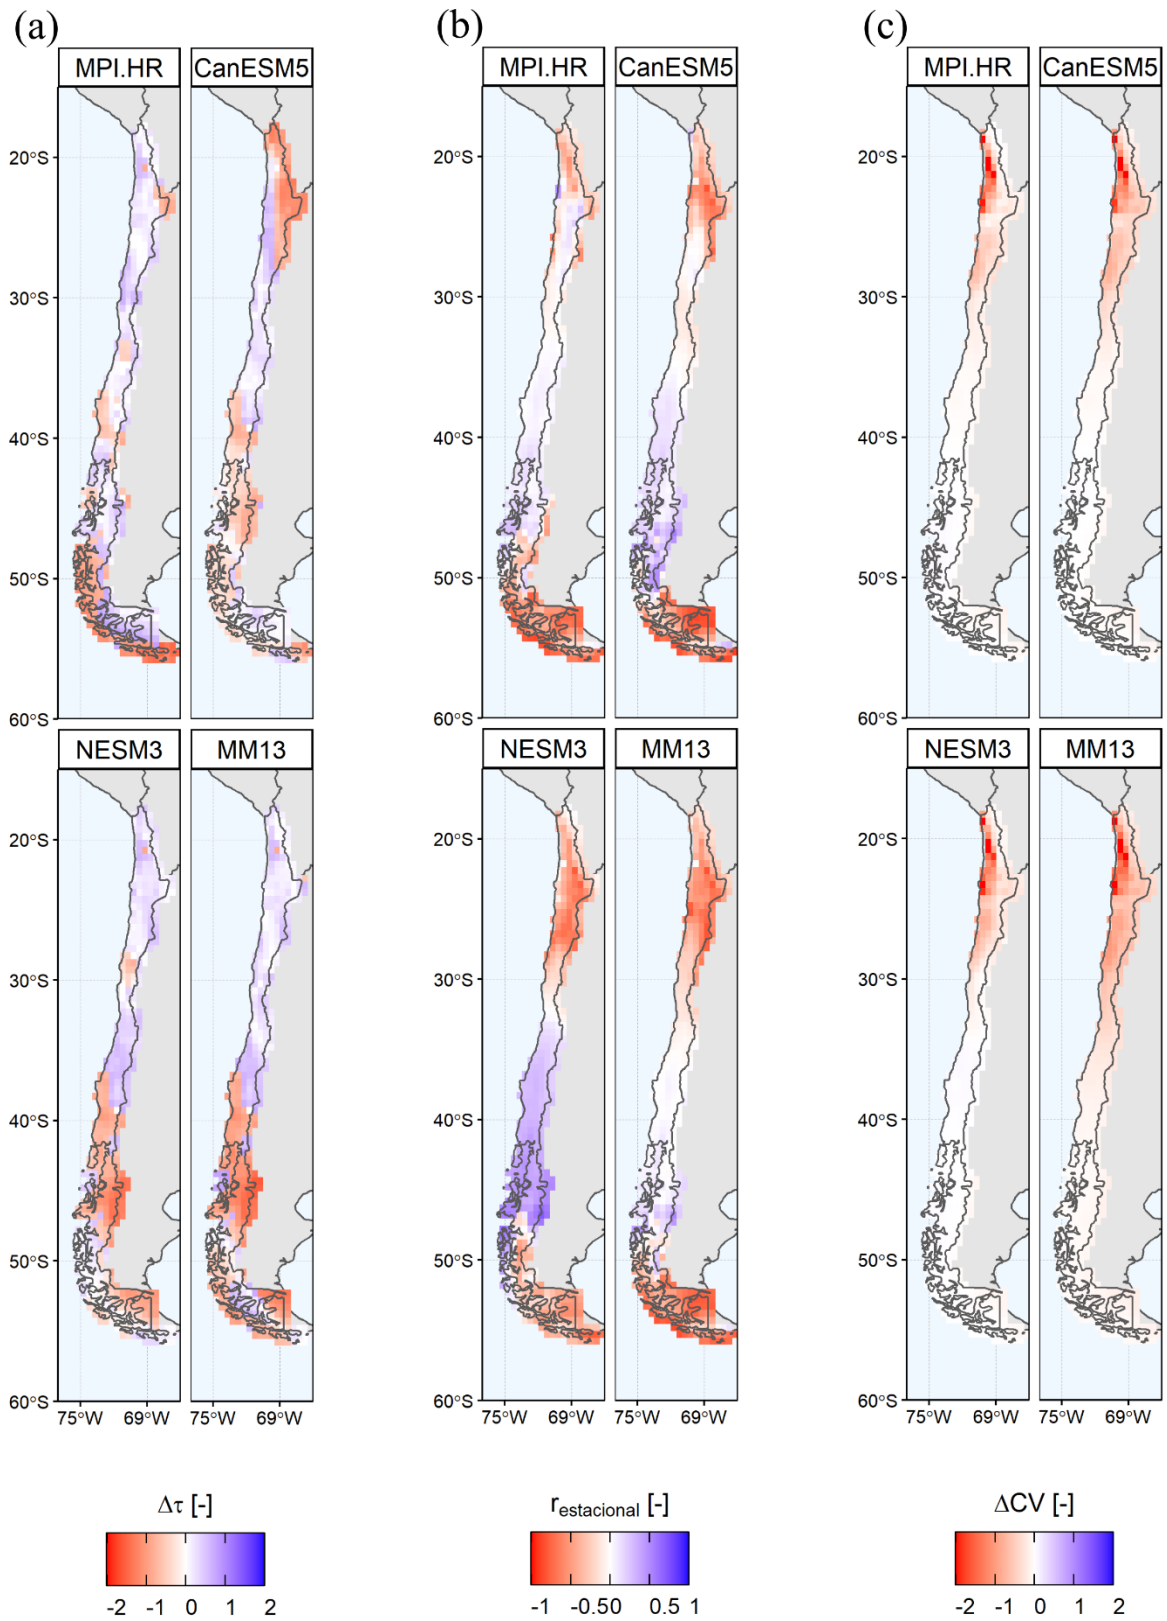 (a) (b) (c)
MPI.HR CanESM5 MPI.HR CanESM5 MPI.HR CanESM5
20°S 20°S 20°S
30°S 30°S 30°S
40°S 40°S 40°S
50°S 50°S 50°S
60°S 60°S 60°S
NESM3 MM13 NESM3 MM13 NESM3 MM13
20°S 20°S 20°S
30°S 30°S 30°S
40°S 40°S 40°S
50°S 50°S 50°S
60°S 60°S 60°S
75°W 69°W 75°W 69°W 75°W 69°W 75°W 69°W 75°W 69°W 75°W 69°W
Δτ [-] r estacional [-] ΔCV [-]
-2 -1 0 1 2 -1 -0.50 0.5 1 -2 -1 0 1 2